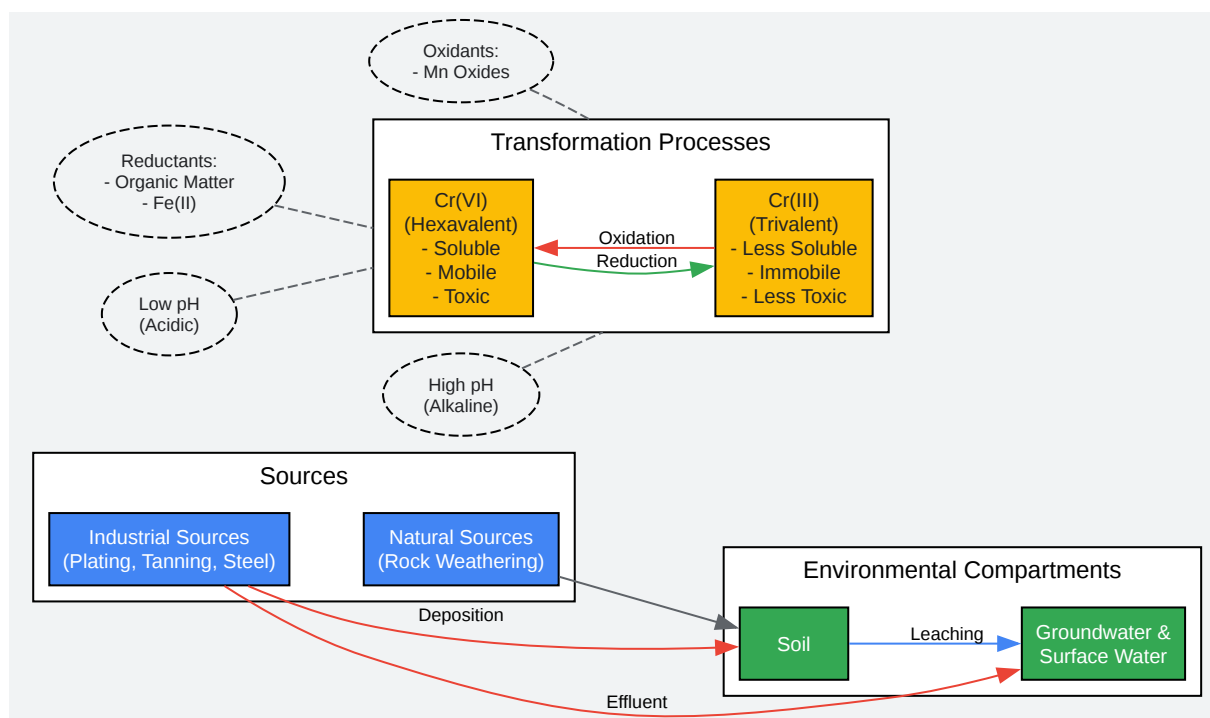 Oxidants:
- Mn Oxides
Transformation Processes
Reductants:
- Organic Matter
- Fe(II)
Cr(VI)
(Hexavalent)
- Soluble
- Mobile
- Toxic
Oxidation
Reduction
Cr(III)
(Trivalent)
- Less Soluble
- Immobile
- Less Toxic
Low pH
(Acidic)
High pH
(Alkaline)
Sources
Industrial Sources
(Plating, Tanning, Steel)
Natural Sources
(Rock Weathering)
Environmental Compartments
Deposition
Soil
Leaching
Groundwater &
Surface Water
Effluent